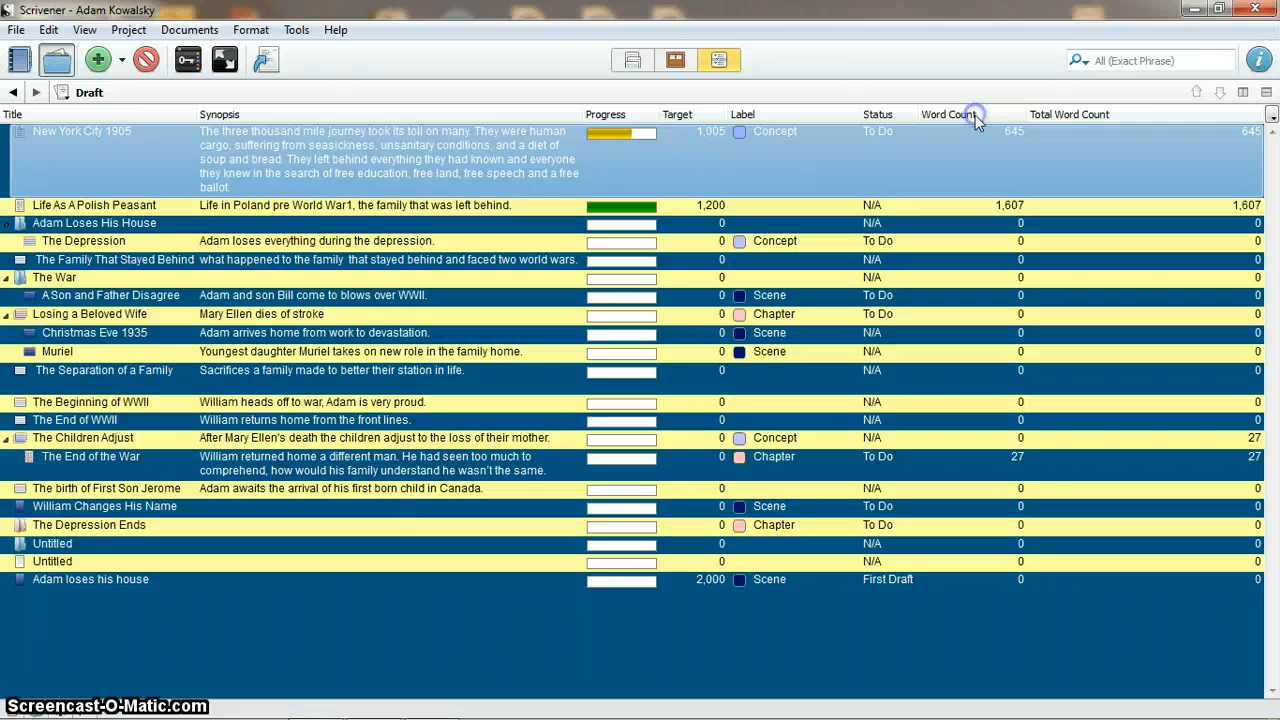 Scrivener - Adam Kowalsky
File Edit View Project Documents Format Tools Help
All (Exact Phrase)
Draft
Title Synopsis Progress Target Label Status Word Count Total Word Count
New York City 1905 The three thousand mile journey took its toll on many. They were human 1,005 Concept To Do 645 645
cargo, suffering from seasickness, unsanitary conditions, and a diet of
soup and bread. They left behind everything they had known and everyone
they knew in the search of free education, free land, free speech and a free
ballot
Life As A Polish Peasant Life in Poland pre World War1, the family that was left behind. 1,200 N/A 1,607 1,607
Adam Loses His House 0 N/A 0 0
The Depression Adam loses everything during the depression. 0 Concept To Do 0 0
The Family That Stayed Behind what happened to the family that stayed behind and faced two world wars. 0 N/A 0 0
The War 0 N/A 0 0
A Son and Father Disagree Adam and son Bill come to blows over WWII. 0 Scene To Do 0 0
Losing a Beloved Wife Mary Ellen dies of stroke 0 Chapter To Do 0 0
Christmas Eve 1935 Adam arrives home from work to devastation. 0 Scene N/A 0 0
Muriel Youngest daughter Muriel takes on new role in the family home. 0 Scene N/A 0 0
The Separation of a Family Sacrifices a family made to better their station in life. 0 N/A 0 0
The Beginning of WWII William heads off to war, Adam is very proud. 0 N/A 0 0
The End of WWII William returns home from the front lines. 0 N/A 0 0
The Children Adjust After Mary Ellen's death the children adjust to the loss of their mother. 0 Concept N/A 0 27
The End of the War William returned home a different man. He had seen too much to 0 Chapter To Do 27 27
comprehend, how would his family understand he wasn't the same.
The birth of First Son Jerome Adam awaits the arrival of his first born child in Canada. 0 N/A 0 0
William Changes His Name 0 Scene To Do 0 0
The Depression Ends 0 Chapter To Do 0 0
Untitled 0 N/A 0 0
Untitled 0 N/A 0 0
Adam loses his house 2,000 Scene First Draft 0 0
Screencast-O-Matic.com